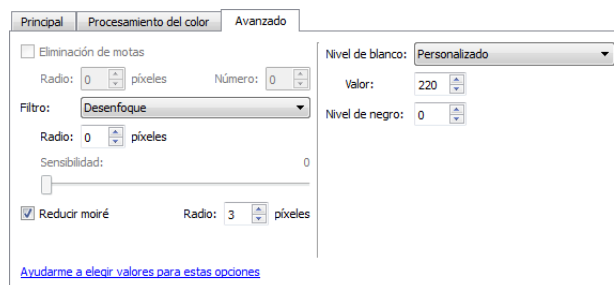 Principal Procesamiento del color Avanzado
Eliminación de motas
Radio: 0 píxeles Número: 0
Filtro: Desenfoque
Radio: 0 píxeles
Sensibilidad: 0
Reducir moiré Radio: 3 píxeles
Ayudarme a elegir valores para estas opciones
Nivel de blanco: Personalizado
Valor: 220
Nivel de negro: 0